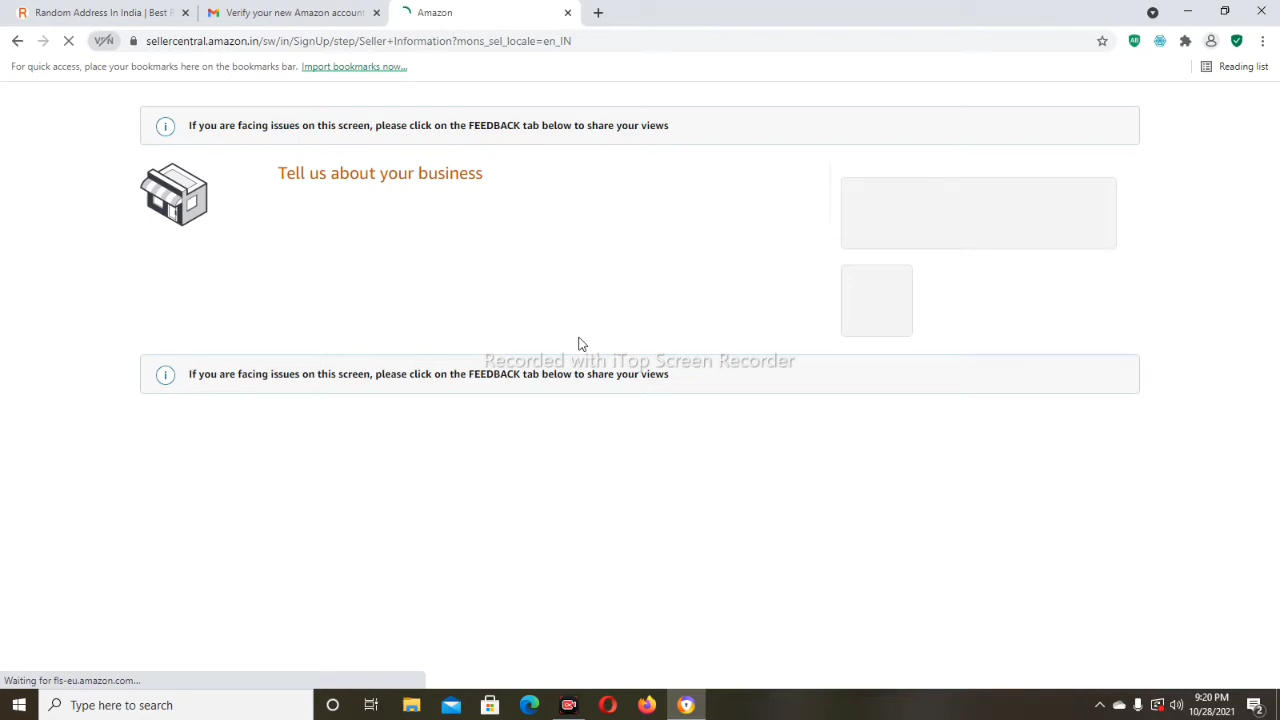 Random Address In India | Best R
Verify your new Amazon account
Amazon
VPN
sellercentral.amazon.in/sw/in/SignUp/step/Seller+Information?mons_sel_locale=en_IN
For quick access, place your bookmarks here on the bookmarks bar. Import bookmarks now...
Reading list
If you are facing issues on this screen, please click on the FEEDBACK tab below to share your views
Tell us about your business
Recorded with iTop Screen Recorder
If you are facing issues on this screen, please click on the FEEDBACK tab below to share your views
Waiting for fls-eu.amazon.com...
Type here to search
9:20 PM
10/28/2021
2